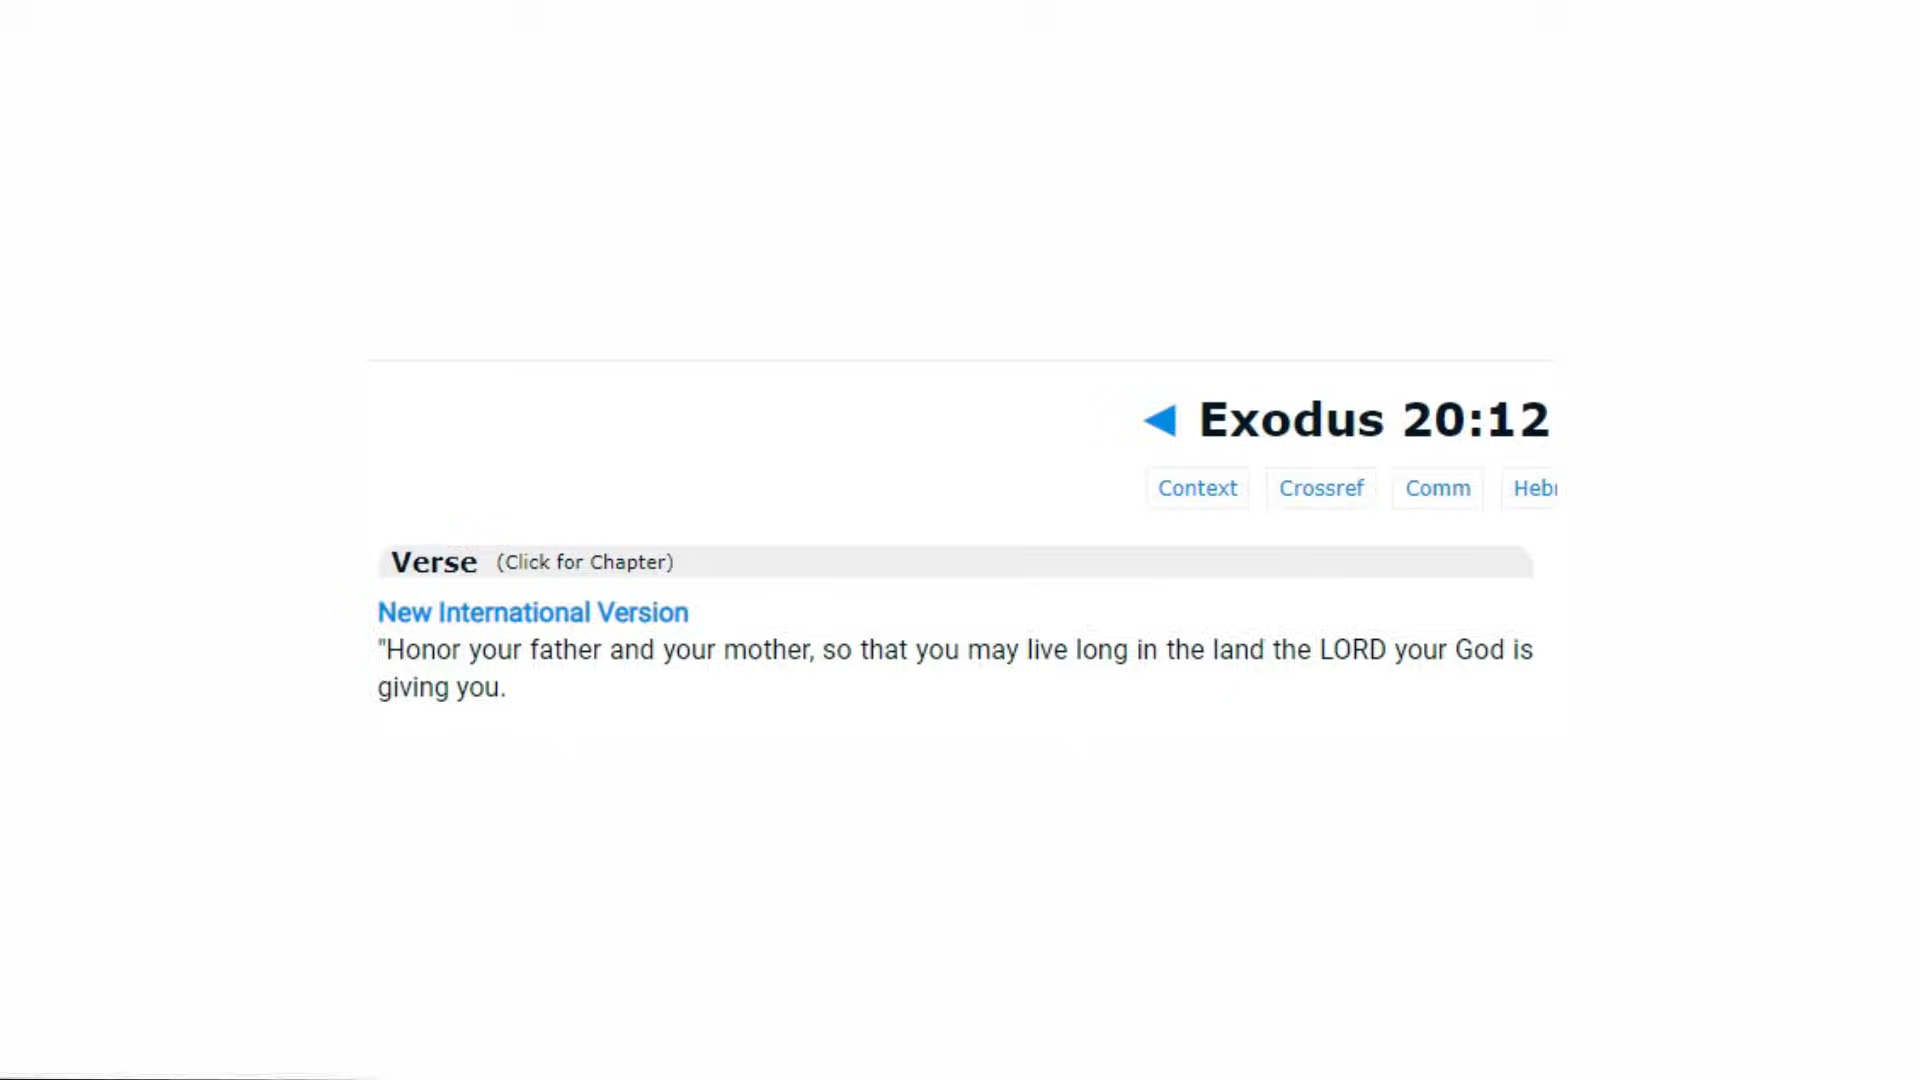 ◀ Exodus 20:12
Context Crossref Comm Heb
Verse (Click for Chapter)
New International Version
"Honor your father and your mother, so that you may live long in the land the LORD your God is
giving you.